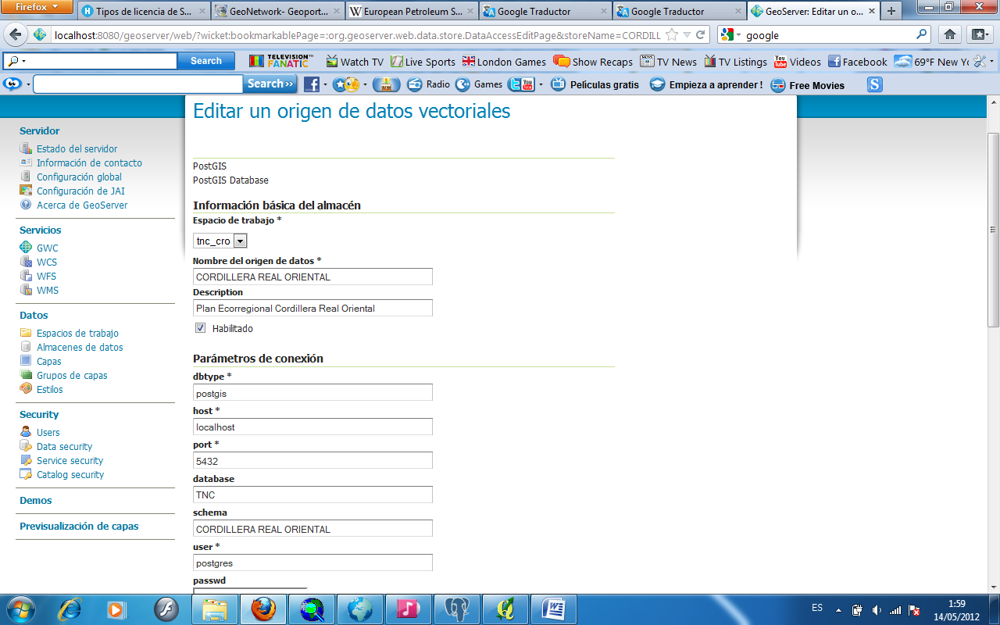 Firefox
Tipos de licencia de S...
GeoNetwork- Geoport...
European Petroleum S...
Google Traductor
Google Traductor
GeoServer: Editar un o...
localhost:8080/geoserver/web/?wicket:bookmarkablePage=:org.geoserver.web.data.store.DataAccessEditPage&storeName=CORDILL
google
Search
TELEVISION FANATIC
Watch TV
Live Sports
London Games
Show Recaps
TV News
TV Listings
Videos
Facebook
69°F New Yo
Search>>
Radio
Games
Peliculas gratis
Empieza a aprender !
Free Movies
Editar un origen de datos vectoriales
Servidor
Estado del servidor
Información de contacto
Configuración global
Configuración de JAI
Acerca de GeoServer
Servicios
GWC
WCS
WFS
WMS
Datos
Espacios de trabajo
Almacenes de datos
Capas
Grupos de capas
Estilos
Security
Users
Data security
Service security
Catalog security
Demos
Previsualización de capas
PostGIS
PostGIS Database
Información básica del almacén
Espacio de trabajo *
tnc_cro
Nombre del origen de datos *
CORDILLERA REAL ORIENTAL
Description
Plan Ecorregional Cordillera Real Oriental
Habilitado
Parámetros de conexión
dbtype *
postgis
host *
localhost
port *
5432
database
TNC
schema
CORDILLERA REAL ORIENTAL
user *
postgres
passwd
ES
1:59
14/05/2012